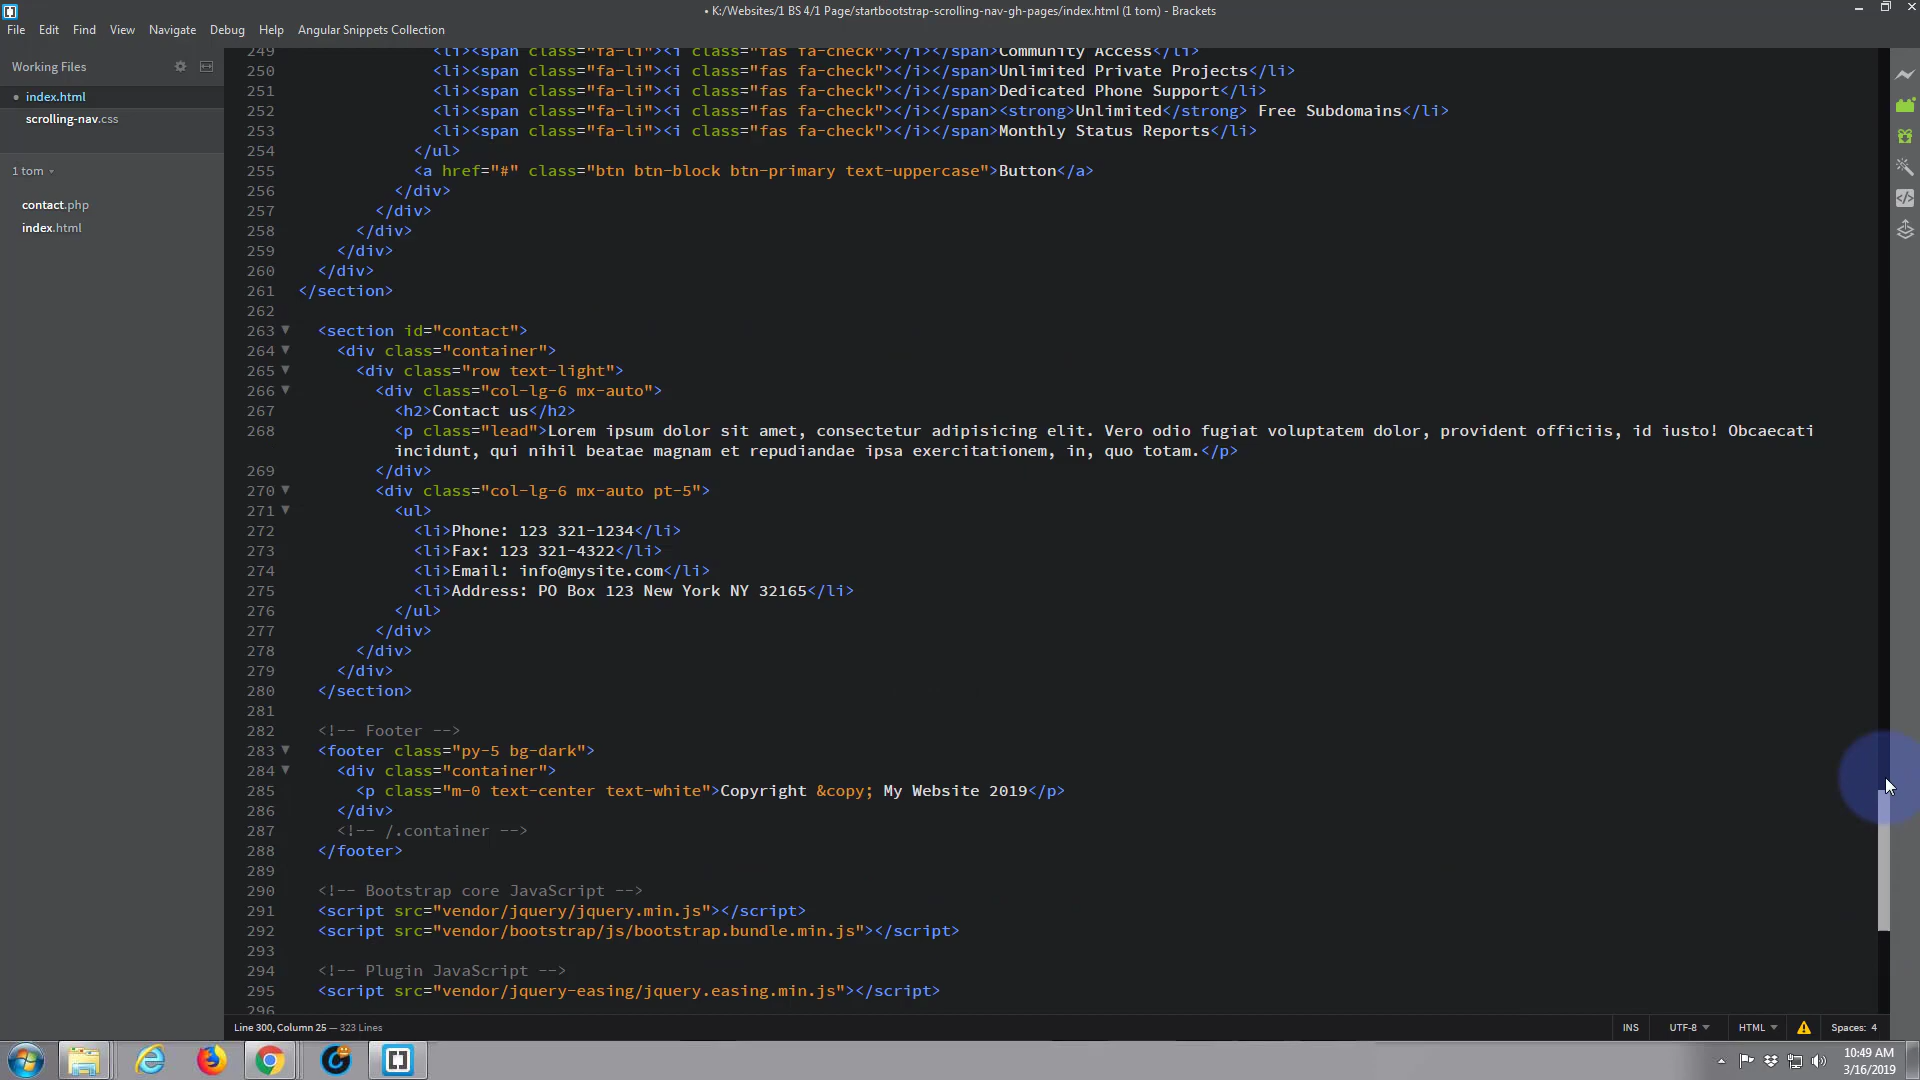 • K:/Websites/1 BS 4/1 Page/startbootstrap-scrolling-nav-gh-pages/index.html (1 tom) - Brackets
File Edit Find View Navigate Debug Help Angular Snippets Collection
Working Files
• index.html
scrolling-nav.css
1 tom
contact.php
index.html
249 <li><span class="fa-li"><i class="fas fa-check"></i></span>Community Access</li>
250 <li><span class="fa-li"><i class="fas fa-check"></i></span>Unlimited Private Projects</li>
251 <li><span class="fa-li"><i class="fas fa-check"></i></span>Dedicated Phone Support</li>
252 <li><span class="fa-li"><i class="fas fa-check"></i></span><strong>Unlimited</strong> Free Subdomains</li>
253 <li><span class="fa-li"><i class="fas fa-check"></i></span>Monthly Status Reports</li>
254 </ul>
255 <a href="#" class="btn btn-block btn-primary text-uppercase">Button</a>
256 </div>
257 </div>
258 </div>
259 </div>
260 </div>
261 </section>
262
263 <section id="contact">
264 <div class="container">
265 <div class="row text-light">
266 <div class="col-lg-6 mx-auto">
267 <h2>Contact us</h2>
268 <p class="lead">Lorem ipsum dolor sit amet, consectetur adipisicing elit. Vero odio fugiat voluptatem dolor, provident officiis, id iusto! Obcaecati
incidunt, qui nihil beatae magnam et repudiandae ipsa exercitationem, in, quo totam.</p>
269 </div>
270 <div class="col-lg-6 mx-auto pt-5">
271 <ul>
272 <li>Phone: 123 321-1234</li>
273 <li>Fax: 123 321-4322</li>
274 <li>Email: info@mysite.com</li>
275 <li>Address: PO Box 123 New York NY 32165</li>
276 </ul>
277 </div>
278 </div>
279 </div>
280 </section>
281
282 <!-- Footer -->
283 <footer class="py-5 bg-dark">
284 <div class="container">
285 <p class="m-0 text-center text-white">Copyright &copy; My Website 2019</p>
286 </div>
287 <!-- /.container -->
288 </footer>
289
290 <!-- Bootstrap core JavaScript -->
291 <script src="vendor/jquery/jquery.min.js"></script>
292 <script src="vendor/bootstrap/js/bootstrap.bundle.min.js"></script>
293
294 <!-- Plugin JavaScript -->
295 <script src="vendor/jquery-easing/jquery.easing.min.js"></script>
296
Line 300, Column 25 — 323 Lines
INS UTF-8 HTML Spaces: 4
10:49 AM
3/16/2019